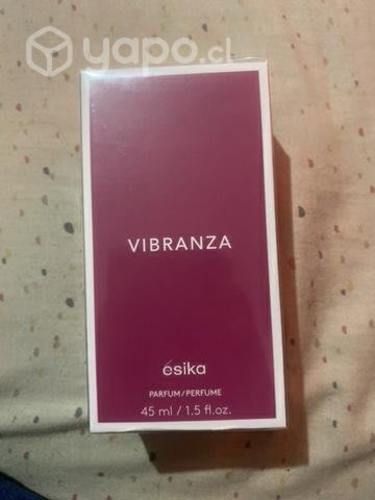 yapo.cl
VIBRANZA
ésika
PARFUM/PERFUME
45 ml / 1.5 fl.oz.